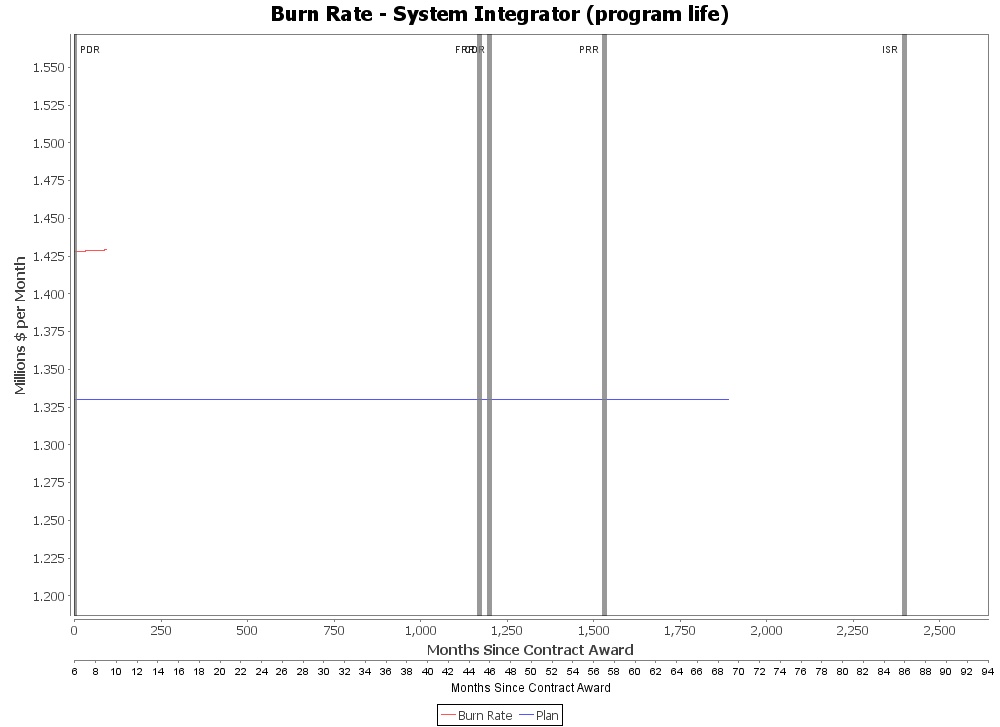 Burn Rate - System Integrator (program life)
PDR FRR CDR PRR ISR
1.550
1.525
1.500
1.475
1.450
1.425
1.400
1.375
1.350
1.325
1.300
1.275
1.250
1.225
1.200
Millions $ per Month
0 250 500 750 1,000 1,250 1,500 1,750 2,000 2,250 2,500
Months Since Contract Award
6 8 10 12 14 16 18 20 22 24 26 28 30 32 34 36 38 40 42 44 46 48 50 52 54 56 58 60 62 64 66 68 70 72 74 76 78 80 82 84 86 88 90 92 94
Months Since Contract Award
Burn Rate Plan